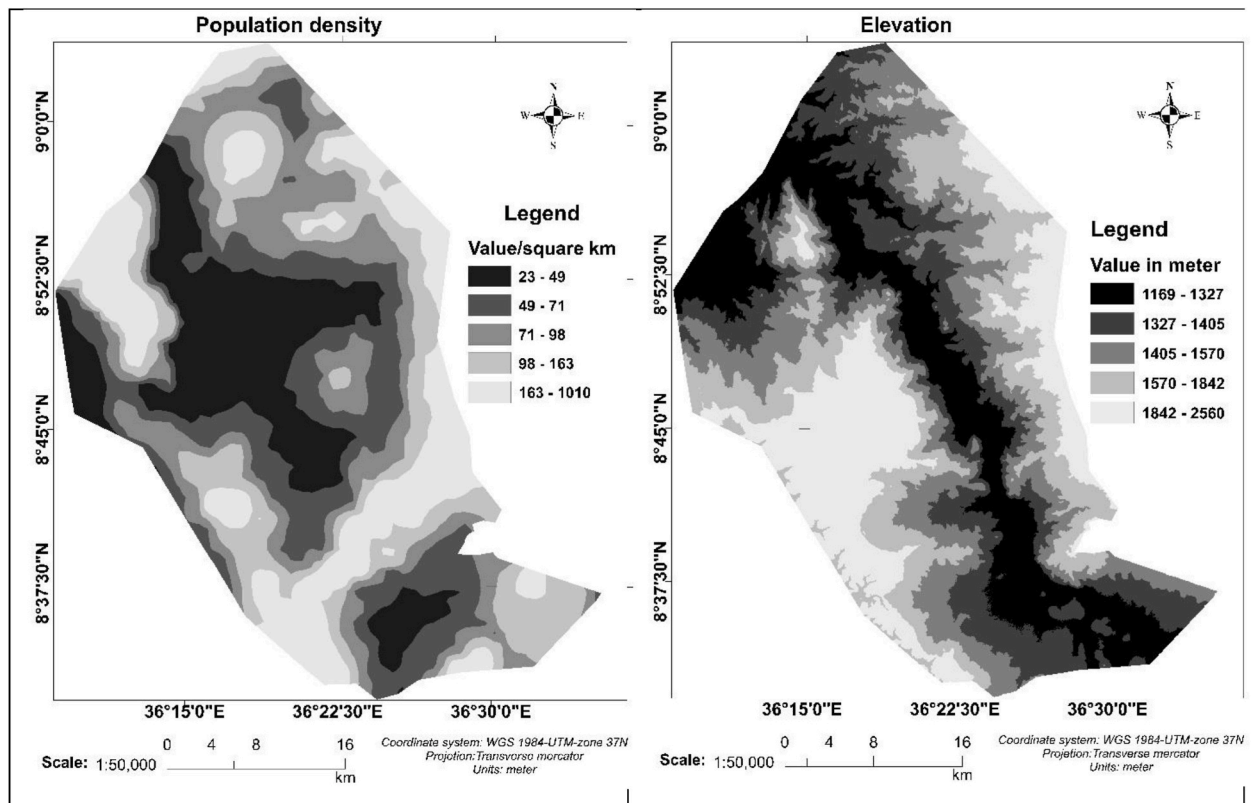 Population density
N
W E
S
9°0'0"N
8°52'30"N
8°45'0"N
8°37'30"N
Legend
Value/square km
23 - 49
49 - 71
71 - 98
98 - 163
163 - 1010
36°15'0"E 36°22'30"E 36°30'0"E
0 4 8 16
Scale: 1:50,000
km
Coordinate system: WGS 1984-UTM-zone 37N
Projotion:Transvorso morcator
Units: meter
Elevation
N
W E
S
9°0'0"N
8°52'30"N
8°45'0"N
8°37'30"N
Legend
Value in meter
1169 - 1327
1327 - 1405
1405 - 1570
1570 - 1842
1842 - 2560
36°15'0"E 36°22'30"E 36°30'0"E
0 4 8 16
Scale: 1:50,000
km
Coordinate system: WGS 1984-UTM-zone 37N
Projetion:Transverse mercator
Units: meter